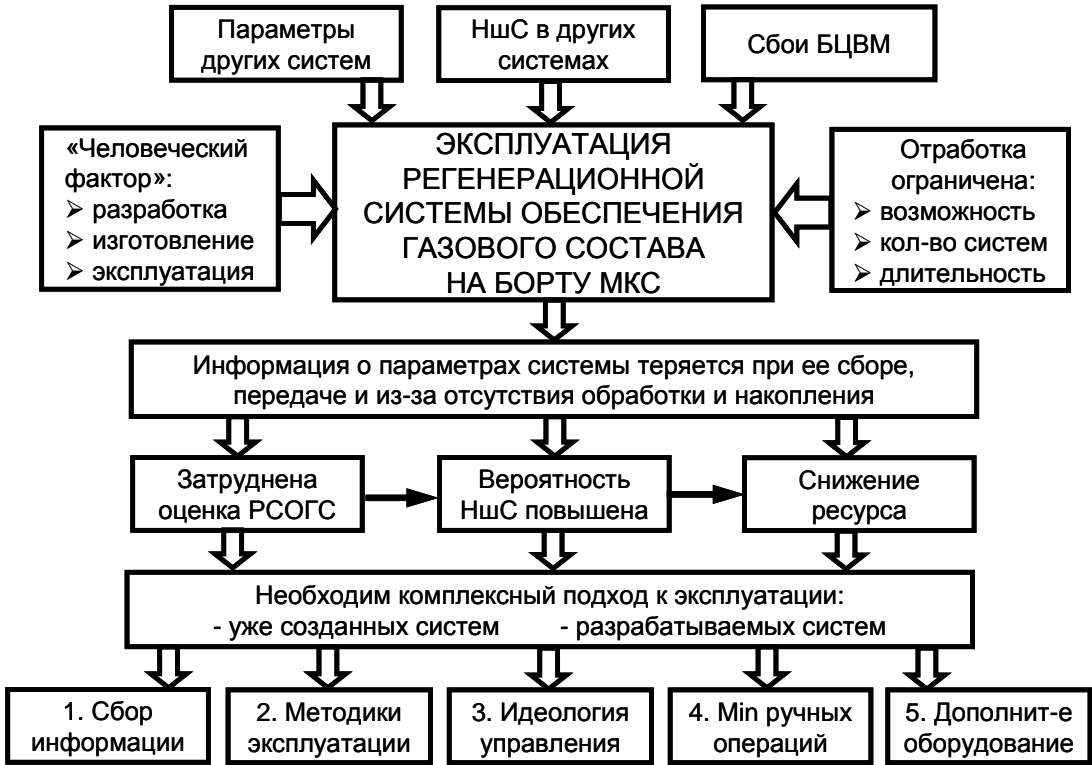 Параметры
других систем
НшС в других
системах
Сбои БЦВМ
«Человеческий
фактор»:
➢ разработка
➢ изготовление
➢ эксплуатация
ЭКСПЛУАТАЦИЯ
РЕГЕНЕРАЦИОННОЙ
СИСТЕМЫ ОБЕСПЕЧЕНИЯ
ГАЗОВОГО СОСТАВА
НА БОРТУ МКС
Отработка
ограничена:
➢ возможность
➢ кол-во систем
➢ длительность
Информация о параметрах системы теряется при ее сборе,
передаче и из-за отсутствия обработки и накопления
Затруднена
оценка РСОГС
Вероятность
НшС повышена
Снижение
ресурса
Необходим комплексный подход к эксплуатации:
- уже созданных систем - разрабатываемых систем
1. Сбор
информации
2. Методики
эксплуатации
3. Идеология
управления
4. Min ручных
операций
5. Дополнит-е
оборудование